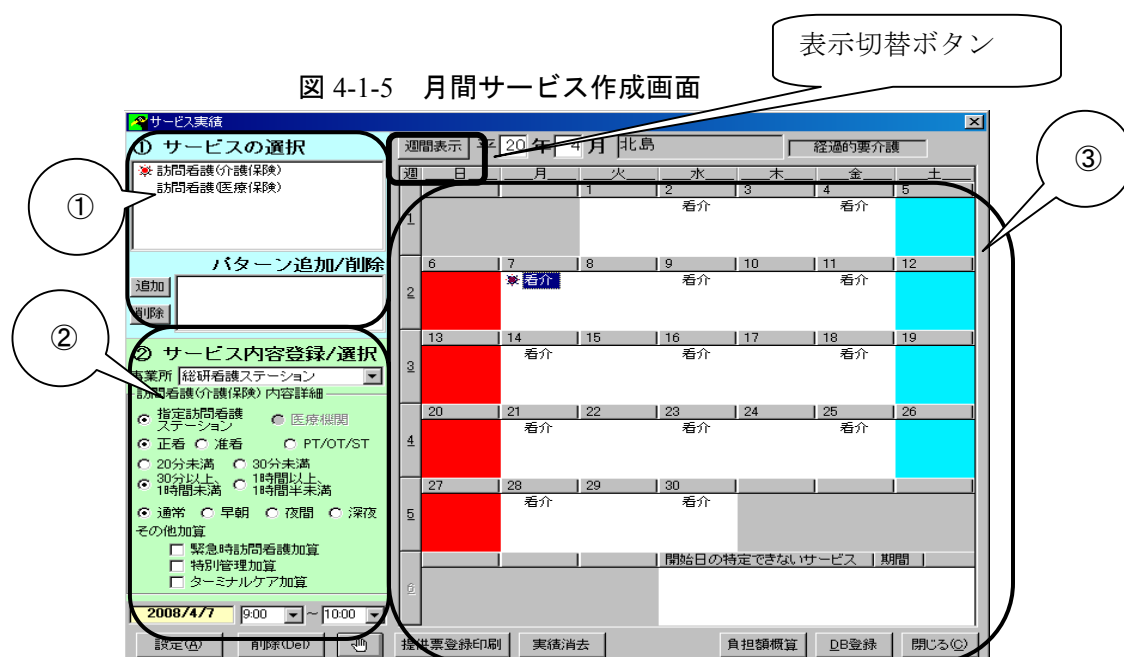 表示切替ボタン
図 4-1-5 月間サービス作成画面
サービス実績
① サービスの選択
訪問看護(介護保険)
訪問看護(医療保険)
パターン追加/削除
追加
削除
①
②
③
② サービス内容登録/選択
事業所 総研看護ステーション
訪問看護(介護保険) 内容詳細
指定訪問看護ステーション 医療機関
正看 准看 PT/OT/ST
20分未満 30分未満
30分以上、1時間未満 1時間以上、1時間半未満
通常 早朝 夜間 深夜
その他加算
緊急時訪問看護加算
特別管理加算
ターミナルケア加算
2008/4/7 9:00 ~ 10:00
設定(A) 削除(Del)
週間表示 平 20 年 4 月 北島 経過的要介護
週 日 月 火 水 木 金 土
1 2 3 4 5
1 看介 看介
6 7 8 9 10 11 12
2 看介 看介 看介
13 14 15 16 17 18 19
3 看介 看介 看介
20 21 22 23 24 25 26
4 看介 看介 看介
27 28 29 30
5 看介 看介
開始日の特定できないサービス 期間
6
提供票登録印刷 実績消去 負担額概算 DB登録 閉じる(C)